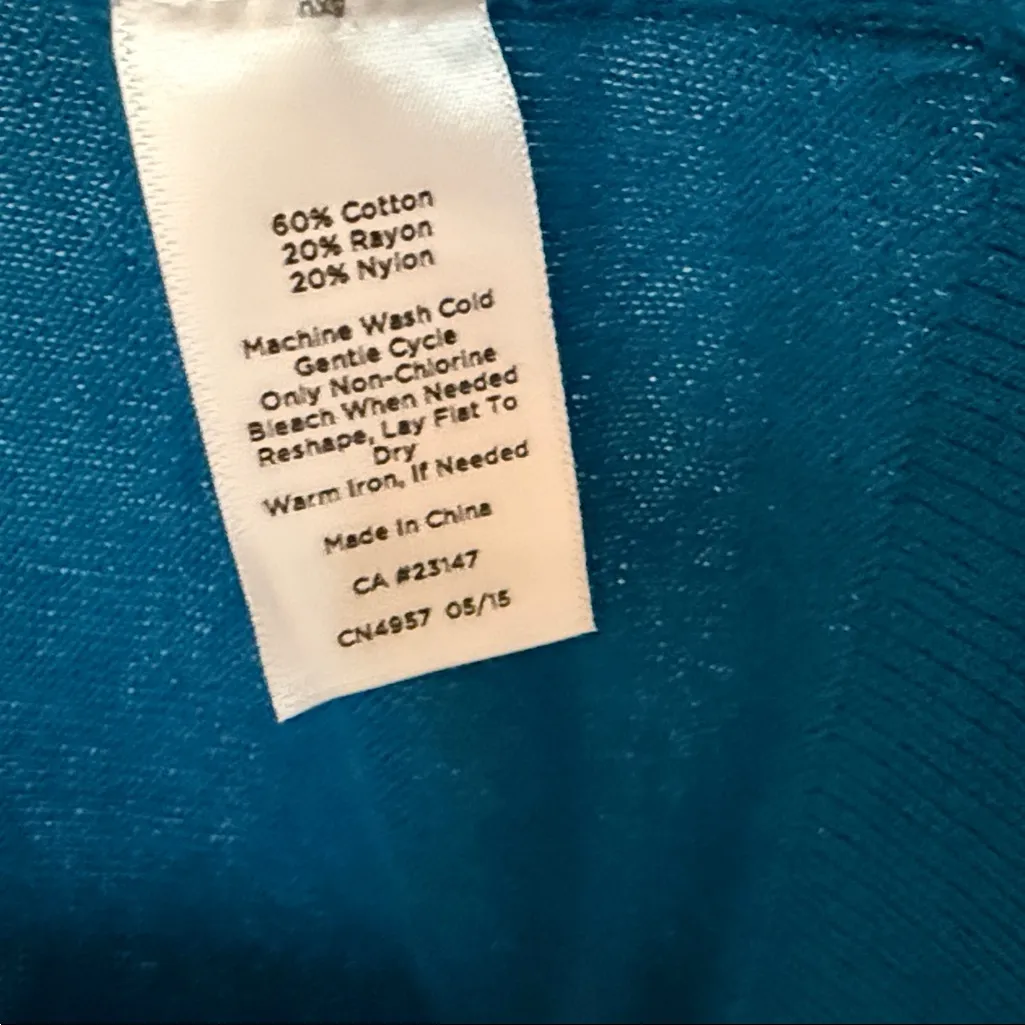 60% Cotton
20% Rayon
20% Nylon
Machine Wash Cold
Gentle Cycle
Only Non-Chlorine
Bleach When Needed
Reshape, Lay Flat To
Dry
Warm Iron, If Needed
Made In China
CA #23147
CN4957 05/15